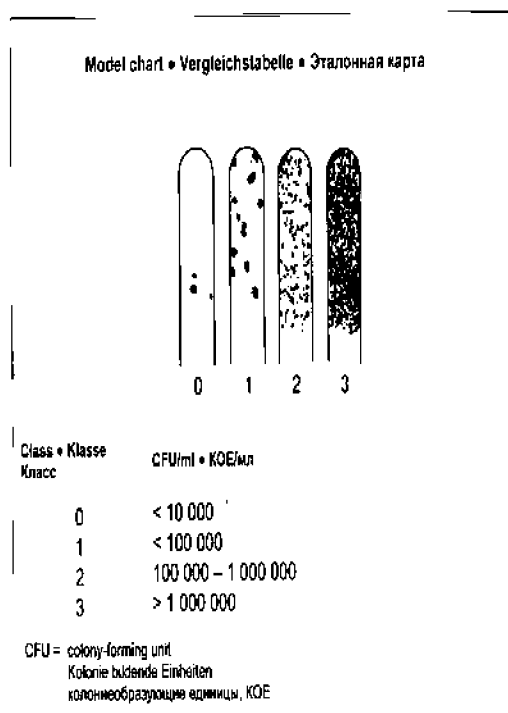 Model chart • Vergleichstabelle • Эталонная карта
0 1 2 3
Class • Klasse CFU/ml • KOE/мл
Класс
0 < 10 000
1 < 100 000
2 100 000 – 1 000 000
3 > 1 000 000
CFU = colony-forming unit
Kolonie bildende Einheiten
колониеобразующие единицы, КОЕ